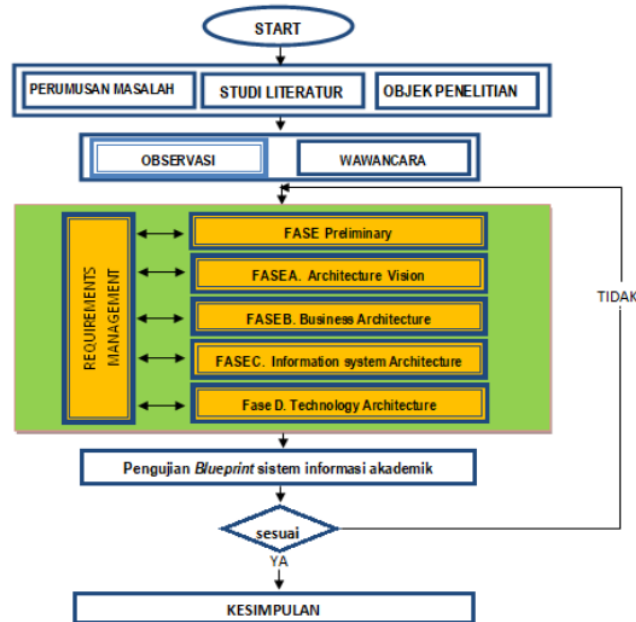 START
PERUMUSAN MASALAH
STUDI LITERATUR
OBJEK PENELITIAN
OBSERVASI
WAWANCARA
REQUIREMENTS
MANAGEMENT
FASE Preliminary
FASEA. Architecture Vision
FASEB. Business Architecture
FASEC. Information system Architecture
Fase D. Technology Architecture
TIDAK
Pengujian Blueprint sistem informasi akademik
sesuai
YA
KESIMPULAN